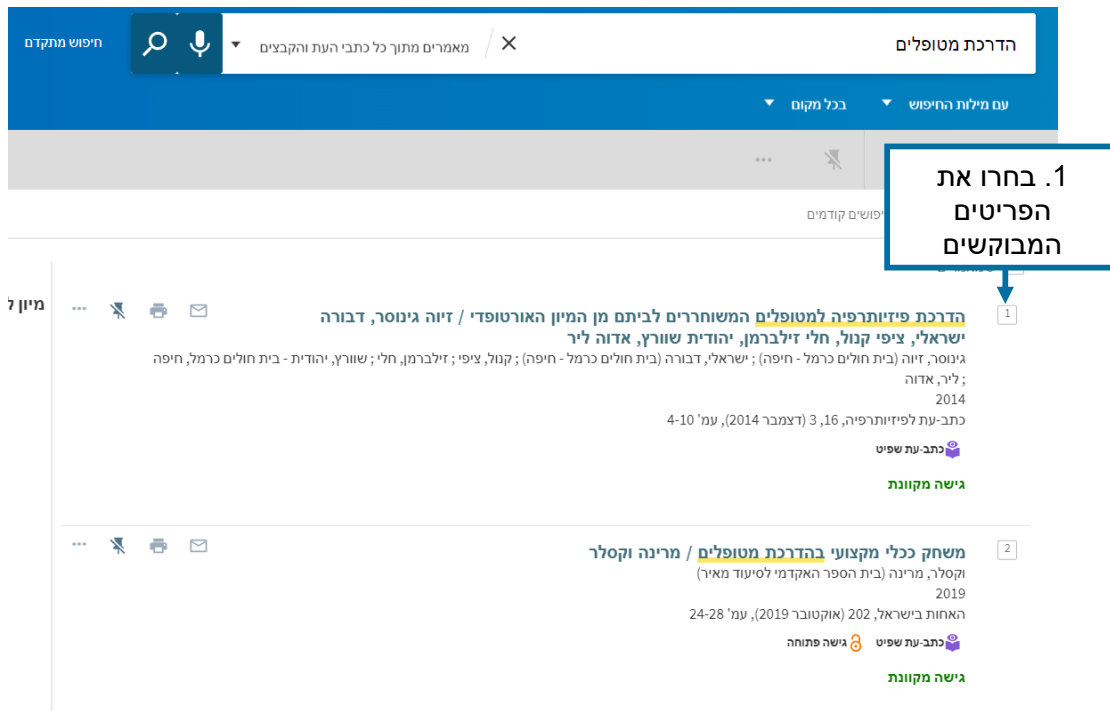 הדרכת מטופלים
מאמרים מתוך כל כתבי העת והקבצים
חיפוש מתקדם
עם מילות החיפוש
בכל מקום
1. בחרו את
הפריטים
המבוקשים
קודמים
מיון
1
הדרכת פיזיותרפיה למטופלים המשוחררים לביתם מן המיון האורטופדי / זיוה גינוסר, דבורה
ישראלי, ציפי קנול, חלי זילברמן, יהודית שוורץ, אדוה ליר
גינוסר, זיוה (בית חולים כרמל - חיפה) ; ישראלי, דבורה (בית חולים כרמל - חיפה) ; קנול, ציפי ; זילברמן, חלי ; שוורץ, יהודית - בית חולים כרמל, חיפה
; ליר, אדוה
2014
כתב-עת לפיזיותרפיה, 16, 3 (דצמבר 2014), עמ' 4-10
כתב-עת שפיט
גישה מקוונת
2
משחק ככלי מקצועי בהדרכת מטופלים / מרינה וקסלר
וקסלר, מרינה (בית הספר האקדמי לסיעוד מאיר)
2019
האחות בישראל, 202 (אוקטובר 2019), עמ' 24-28
כתב-עת שפיט גישה פתוחה
גישה מקוונת